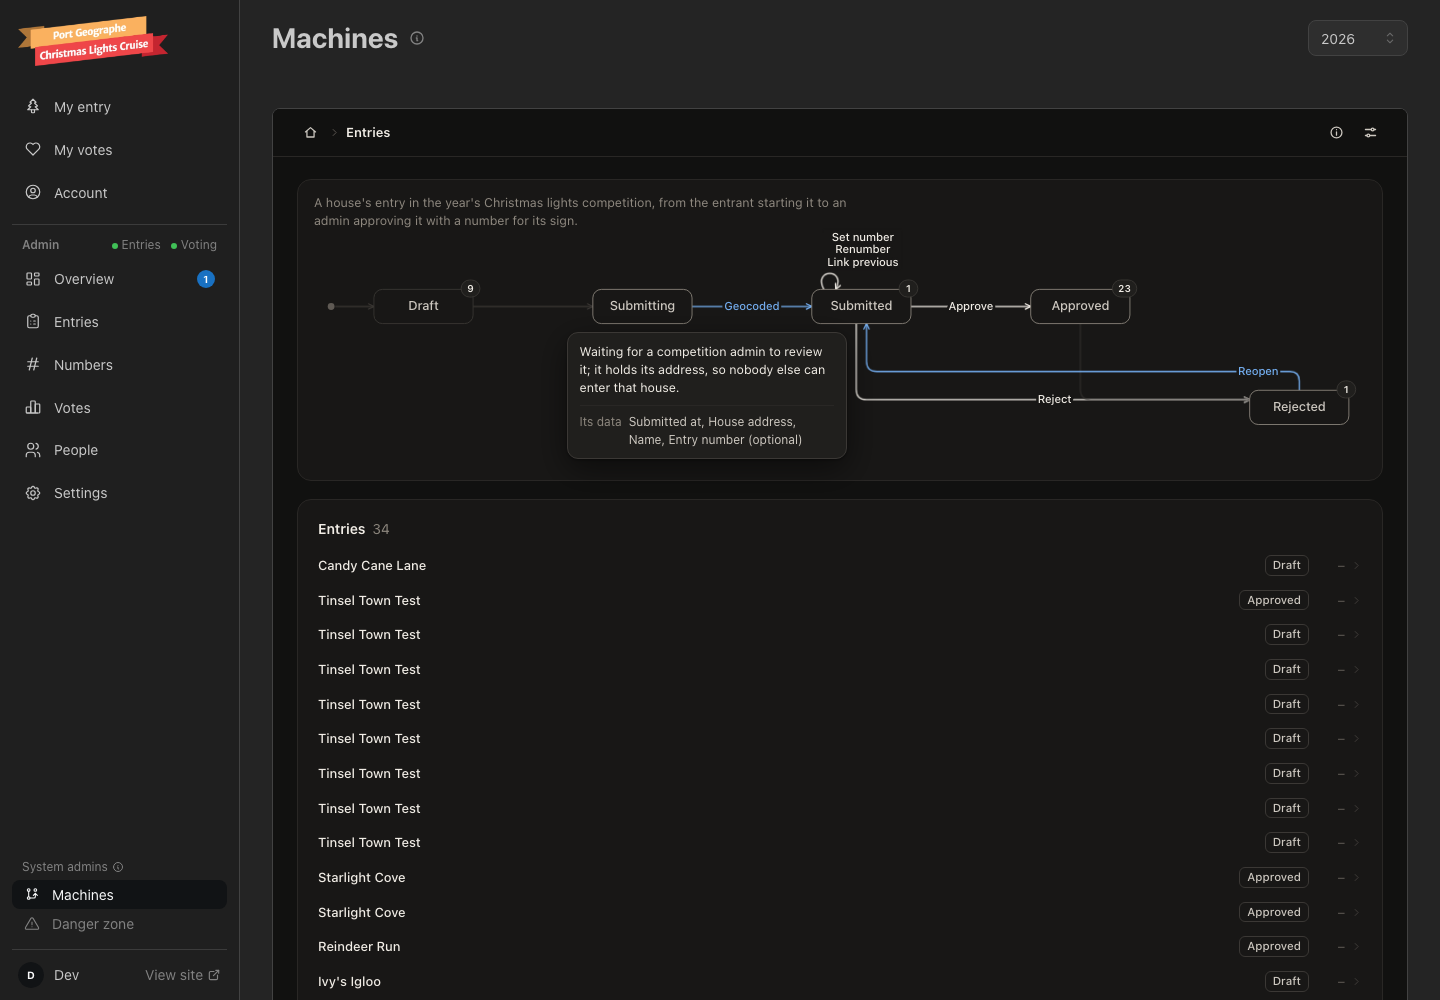 Port Geographe
Christmas Lights Cruise
My entry
My votes
Account
Admin
Entries
Voting
Overview
1
Entries
Numbers
Votes
People
Settings
System admins
Machines
Danger zone
D
Dev
View site
Machines
2026
Entries
A house's entry in the year's Christmas lights competition, from the entrant starting it to an
admin approving it with a number for its sign.
Set number
Renumber
Link previous
Draft
9
Submitting
Geocoded
Submitted
1
Approve
Approved
23
Reopen
Reject
Rejected
1
Waiting for a competition admin to review
it; it holds its address, so nobody else can
enter that house.
Its data Submitted at, House address,
Name, Entry number (optional)
Entries 34
Candy Cane Lane Draft –
Tinsel Town Test Approved –
Tinsel Town Test Draft –
Tinsel Town Test Draft –
Tinsel Town Test Draft –
Tinsel Town Test Draft –
Tinsel Town Test Draft –
Tinsel Town Test Draft –
Tinsel Town Test Draft –
Starlight Cove Approved –
Starlight Cove Approved –
Reindeer Run Approved –
Ivy's Igloo Draft –